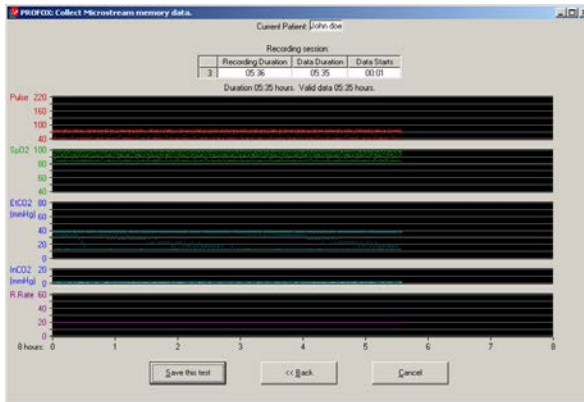 PROFOX: Collect Microstream memory data.
Current Patient: John doe
Recording session:
Recording Duration Data Duration Data Starts
3 05:36 05:35 00:01
Duration 05:35 hours. Valid data 05:35 hours.
Pulse 220
160
100
40
SpO2 100
80
60
40
EtCO2 80
(mmHg) 60
40
20
0
InCO2 20
(mmHg) 0
R.Rate 60
40
20
0
8 hours: 0 1 2 3 4 5 6 7 8
Save this test << Back Cancel